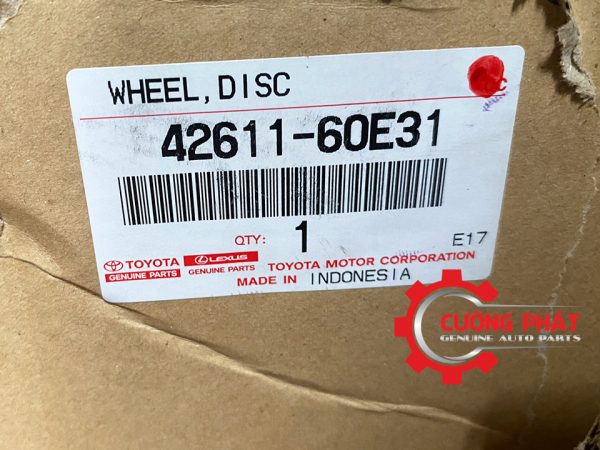 WHEEL, DISC
42611-60E31
QTY: 1
E17
TOYOTA
GENUINE PARTS
LEXUS
GENUINE PARTS
TOYOTA MOTOR CORPORATION
MADE IN INDONESIA
CƯỜNG PHÁT
GENUINE AUTO PARTS